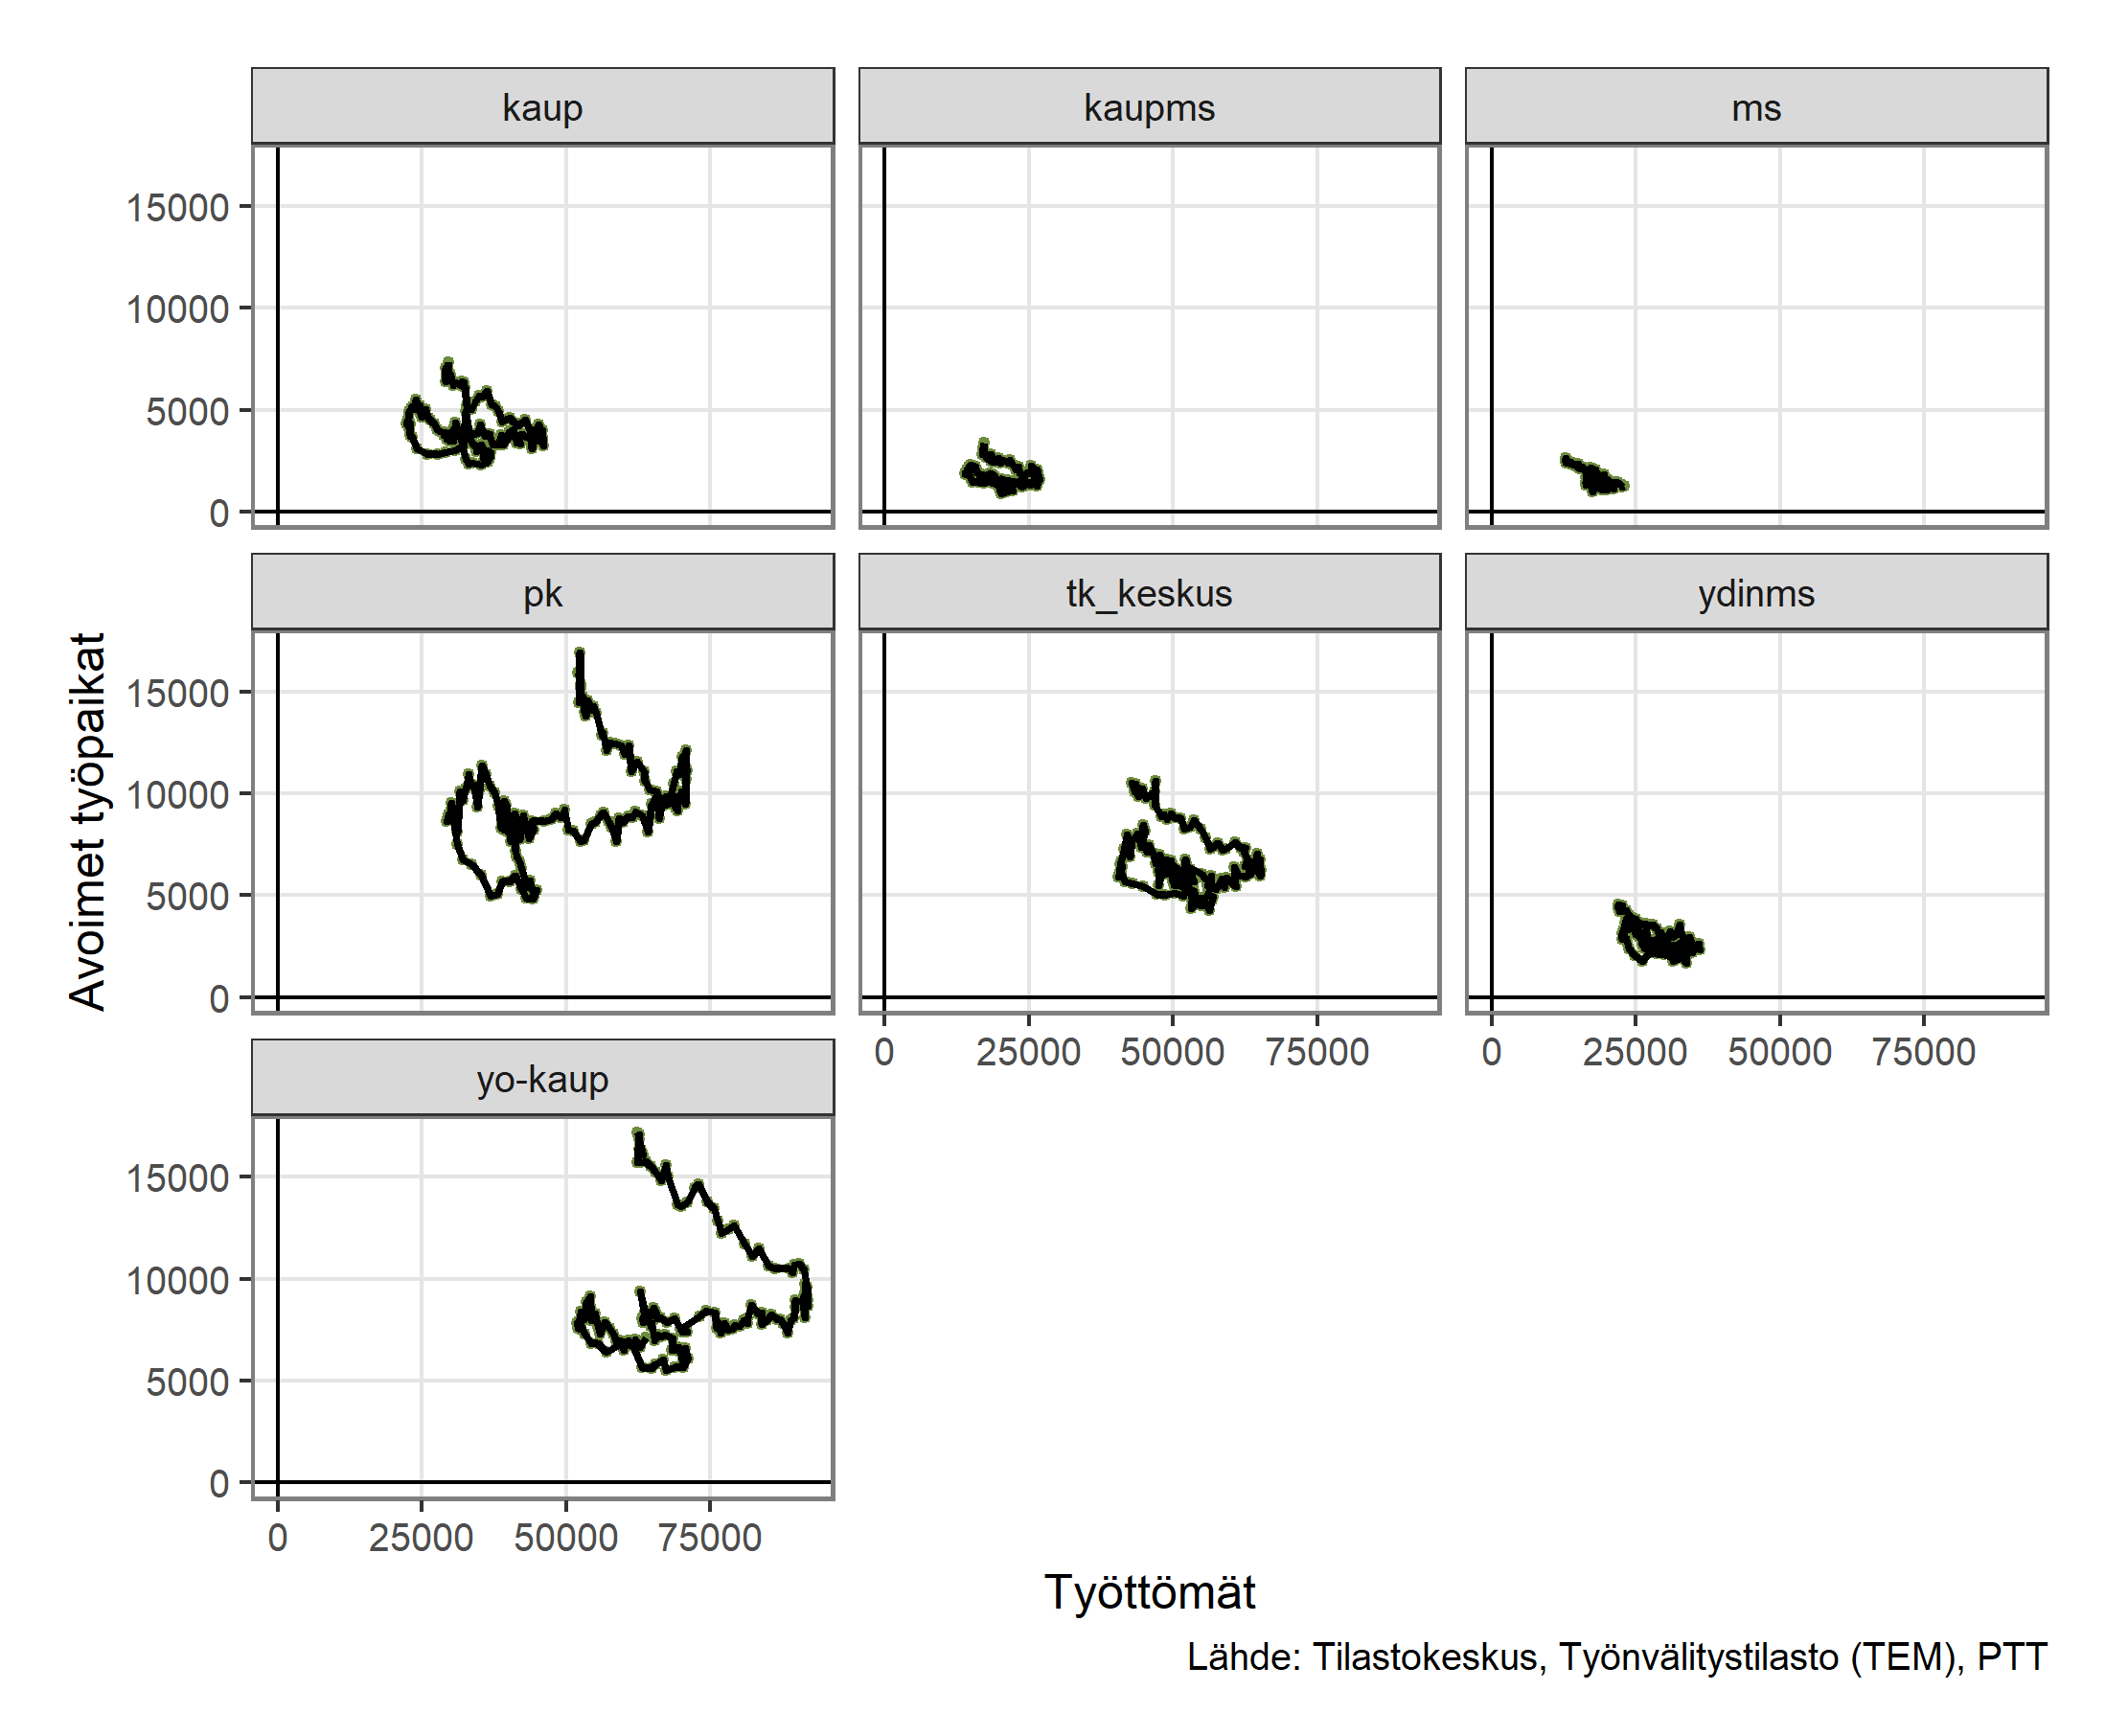 kaup kaupms ms
15000
10000
5000
0
pk tk_keskus ydinms
15000
10000
5000
0
0 25000 50000 75000 0 25000 50000 75000
yo-kaup
15000
10000
5000
0
0 25000 50000 75000
Avoimet työpaikat
Työttömät
Lähde: Tilastokeskus, Työnvälitystilasto (TEM), PTT